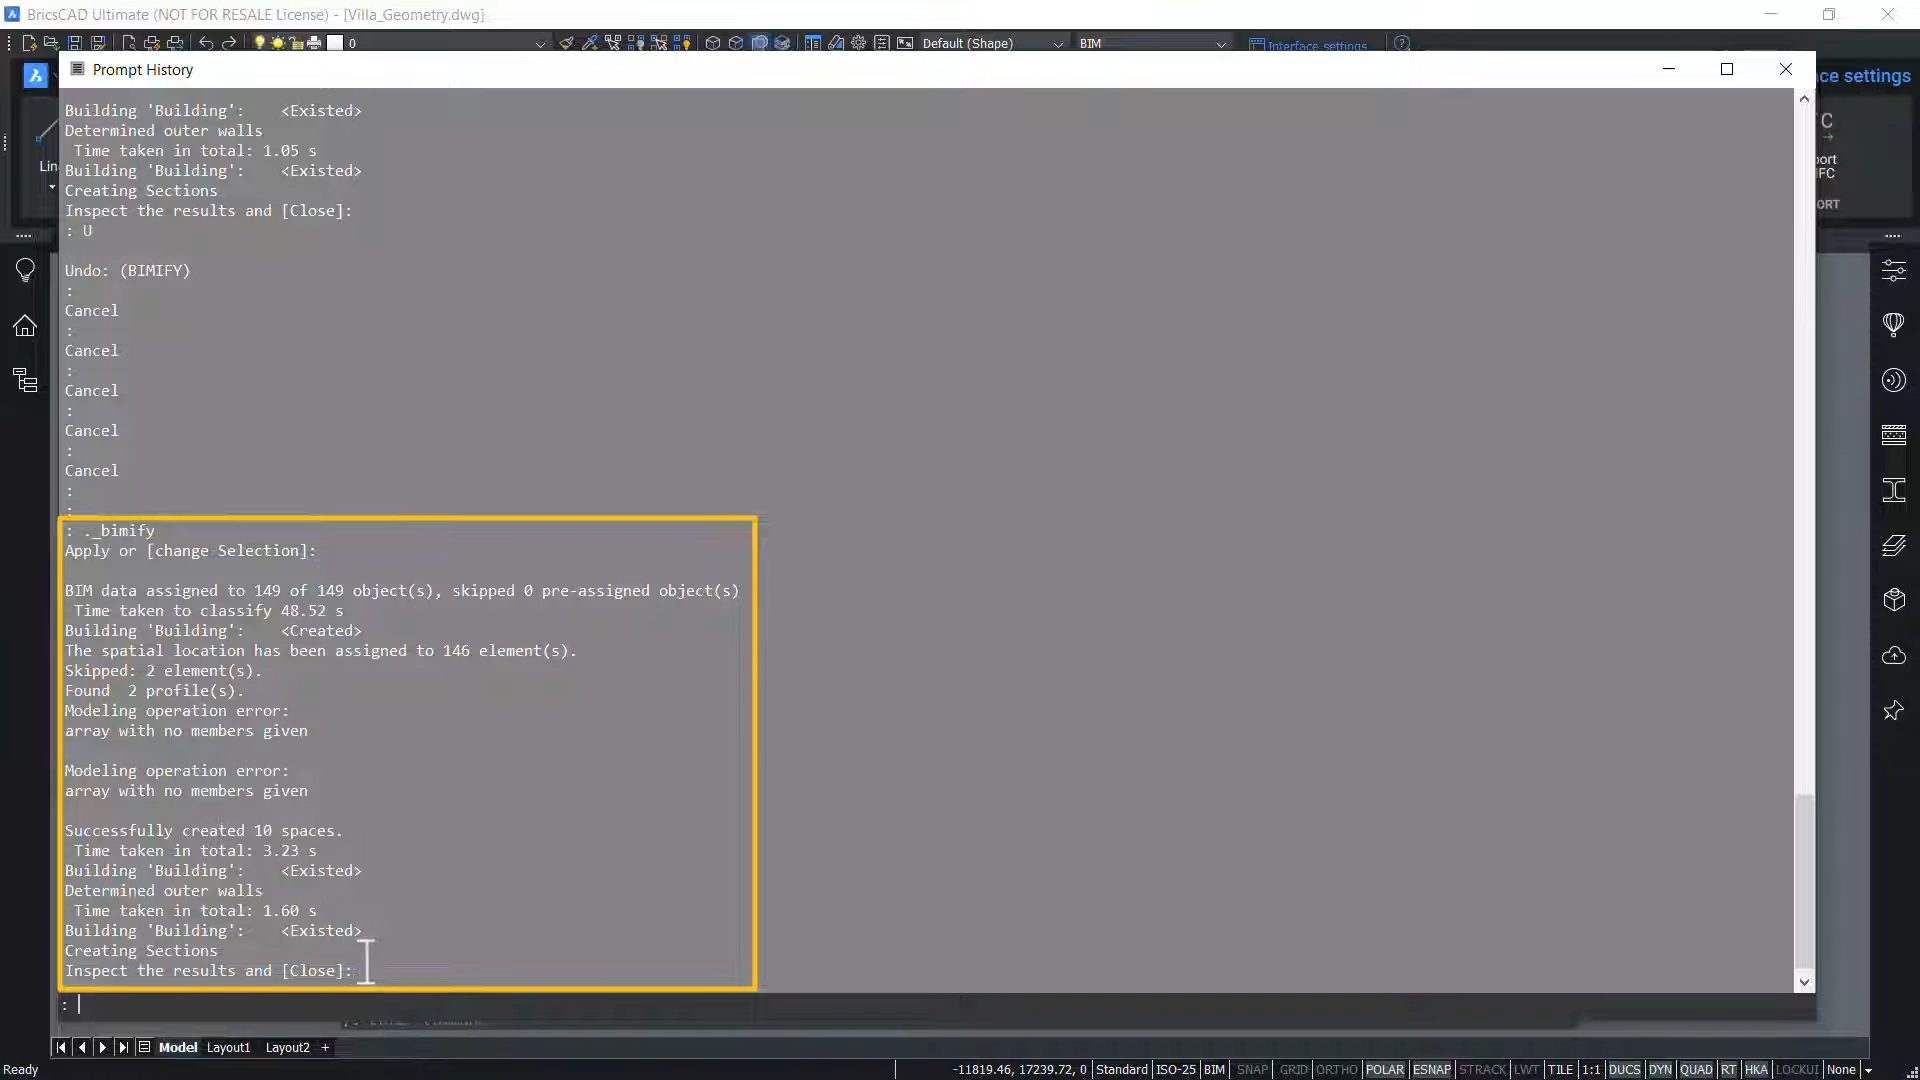 BricsCAD Ultimate (NOT FOR RESALE License) - [Villa_Geometry.dwg]
0
Default (Shape)
BIM
Interface settings
Prompt History
ce settings
Building 'Building':    <Existed>
Determined outer walls
Time taken in total: 1.05 s
Building 'Building':    <Existed>
Creating Sections
Inspect the results and [Close]:
: U
Undo: (BIMIFY)
:
Cancel
:
Cancel
:
Cancel
:
Cancel
:
Cancel
:
:
: ._bimify
Apply or [change Selection]:
BIM data assigned to 149 of 149 object(s), skipped 0 pre-assigned object(s)
Time taken to classify 48.52 s
Building 'Building':    <Created>
The spatial location has been assigned to 146 element(s).
Skipped: 2 element(s).
Found  2 profile(s).
Modeling operation error:
array with no members given
Modeling operation error:
array with no members given
Successfully created 10 spaces.
Time taken in total: 3.23 s
Building 'Building':    <Existed>
Determined outer walls
Time taken in total: 1.60 s
Building 'Building':    <Existed>
Creating Sections
Inspect the results and [Close]:
:
Lin
C
port
FC
ORT
Model
Layout1
Layout2
+
Ready
-11819.46, 17239.72, 0
Standard
ISO-25
BIM
SNAP
GRID
ORTHO
POLAR
ESNAP
STRACK
LWT
TILE
1:1
DUCS
DYN
QUAD
RT
HKA
LOCKUI
None